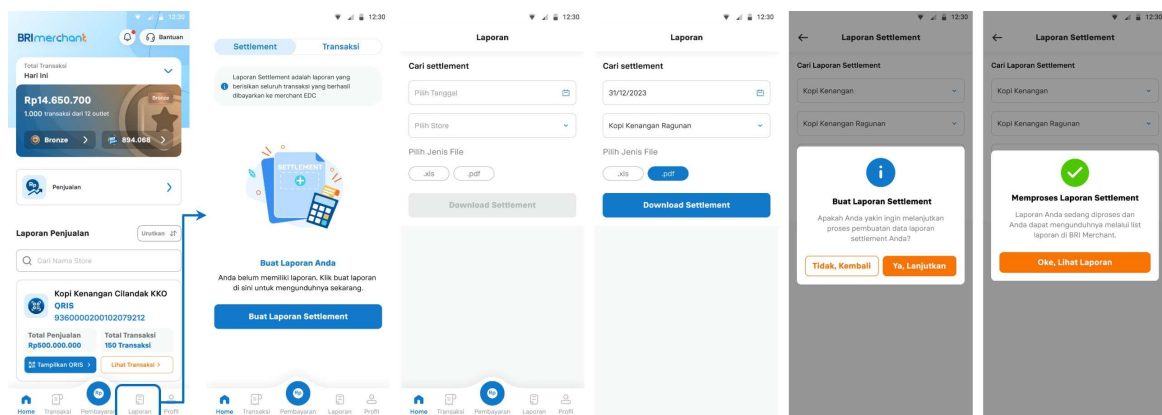 12:30
BRImerchant
Bantuan
Total Transaksi
Hari Ini
Rp14.650.700
Bronze
1.000 transaksi dari 12 outlet
Bronze
894.068
Rp
Penjualan
Laporan Penjualan
Urutkan
Cari Nama Store
Kopi Kenangan Cilandak KKO
QRIS
9360000200102079212
Total Penjualan
Total Transaksi
Rp500.000.000
150 Transaksi
Tampilkan QRIS
Lihat Transaksi
Rp
Home
Transaksi
Pembayaran
Laporan
Profil
12:30
Settlement
Transaksi
Laporan Settlement adalah laporan yang
berisikan seluruh transaksi yang berhasil
dibayarkan ke merchant EDC
SETTLEMENT
Buat Laporan Anda
Anda belum memiliki laporan. Klik buat laporan
di sini untuk mengunduhnya sekarang.
Buat Laporan Settlement
Rp
Home
Transaksi
Pembayaran
Laporan
Profil
12:30
Laporan
Cari settlement
Pilih Tanggal
Pilih Store
Pilih Jenis File
.xls
.pdf
Download Settlement
Rp
Home
Transaksi
Pembayaran
Laporan
Profil
12:30
Laporan
Cari settlement
31/12/2023
Kopi Kenangan Ragunan
Pilih Jenis File
.xls
.pdf
Download Settlement
12:30
Laporan Settlement
Cari Laporan Settlement
Kopi Kenangan
Kopi Kenangan Ragunan
Buat Laporan Settlement
Apakah Anda yakin ingin melanjutkan
proses pembuatan data laporan
settlement Anda?
Tidak, Kembali
Ya, Lanjutkan
12:30
Laporan Settlement
Cari Laporan Settlement
Kopi Kenangan
Kopi Kenangan Ragunan
Memproses Laporan Settlement
Laporan Anda sedang diproses dan
Anda dapat mengunduhnya melalui list
laporan di BRI Merchant.
Oke, Lihat Laporan